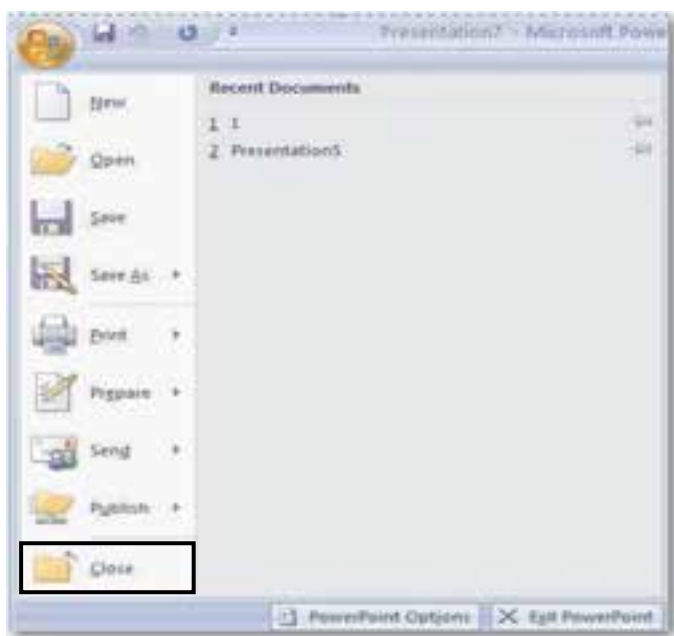 Presentation7 - Microsoft Powe
New
Open
Save
Save As
Print
Prepare
Send
Publish
Close
Recent Documents
1 1
2 Presentation5
PowerPoint Options
Exit PowerPoint